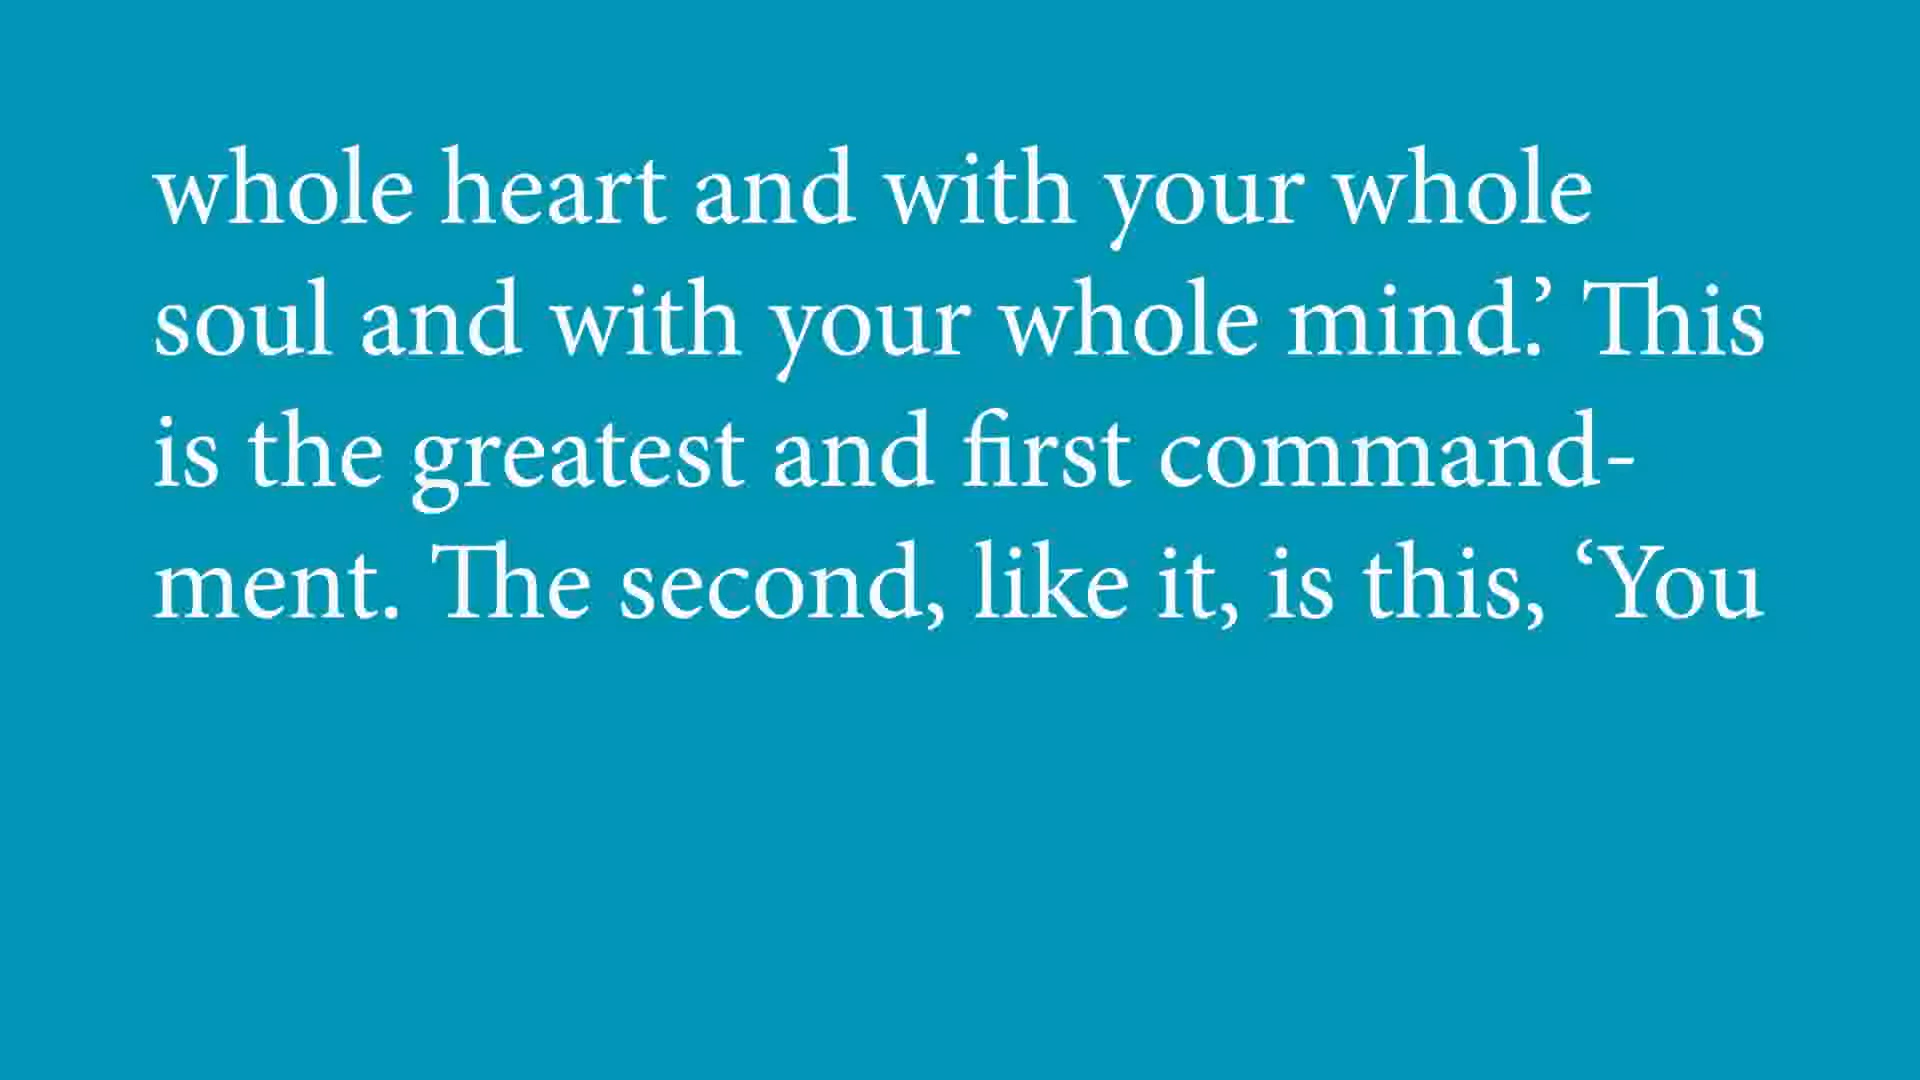 whole heart and with your whole
soul and with your whole mind.’ This
is the greatest and first command-
ment. The second, like it, is this, ‘You